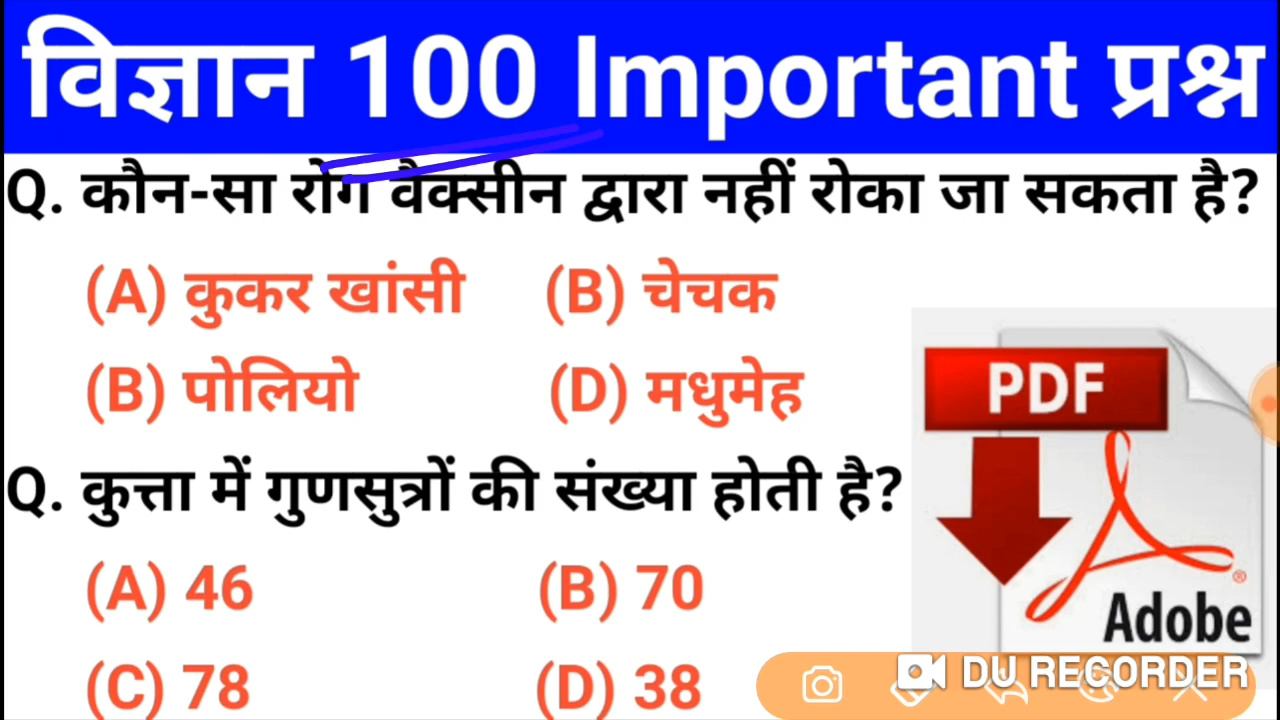 विज्ञान 100 Important प्रश्न
Q. कौन-सा रोग वैक्सीन द्वारा नहीं रोका जा सकता है?
(A) कुकर खांसी (B) चेचक
(B) पोलियो (D) मधुमेह
PDF
Q. कुत्ता में गुणसुत्रों की संख्या होती है?
(A) 46 (B) 70
®
Adobe
(C) 78 (D) 38
DU RECORDER